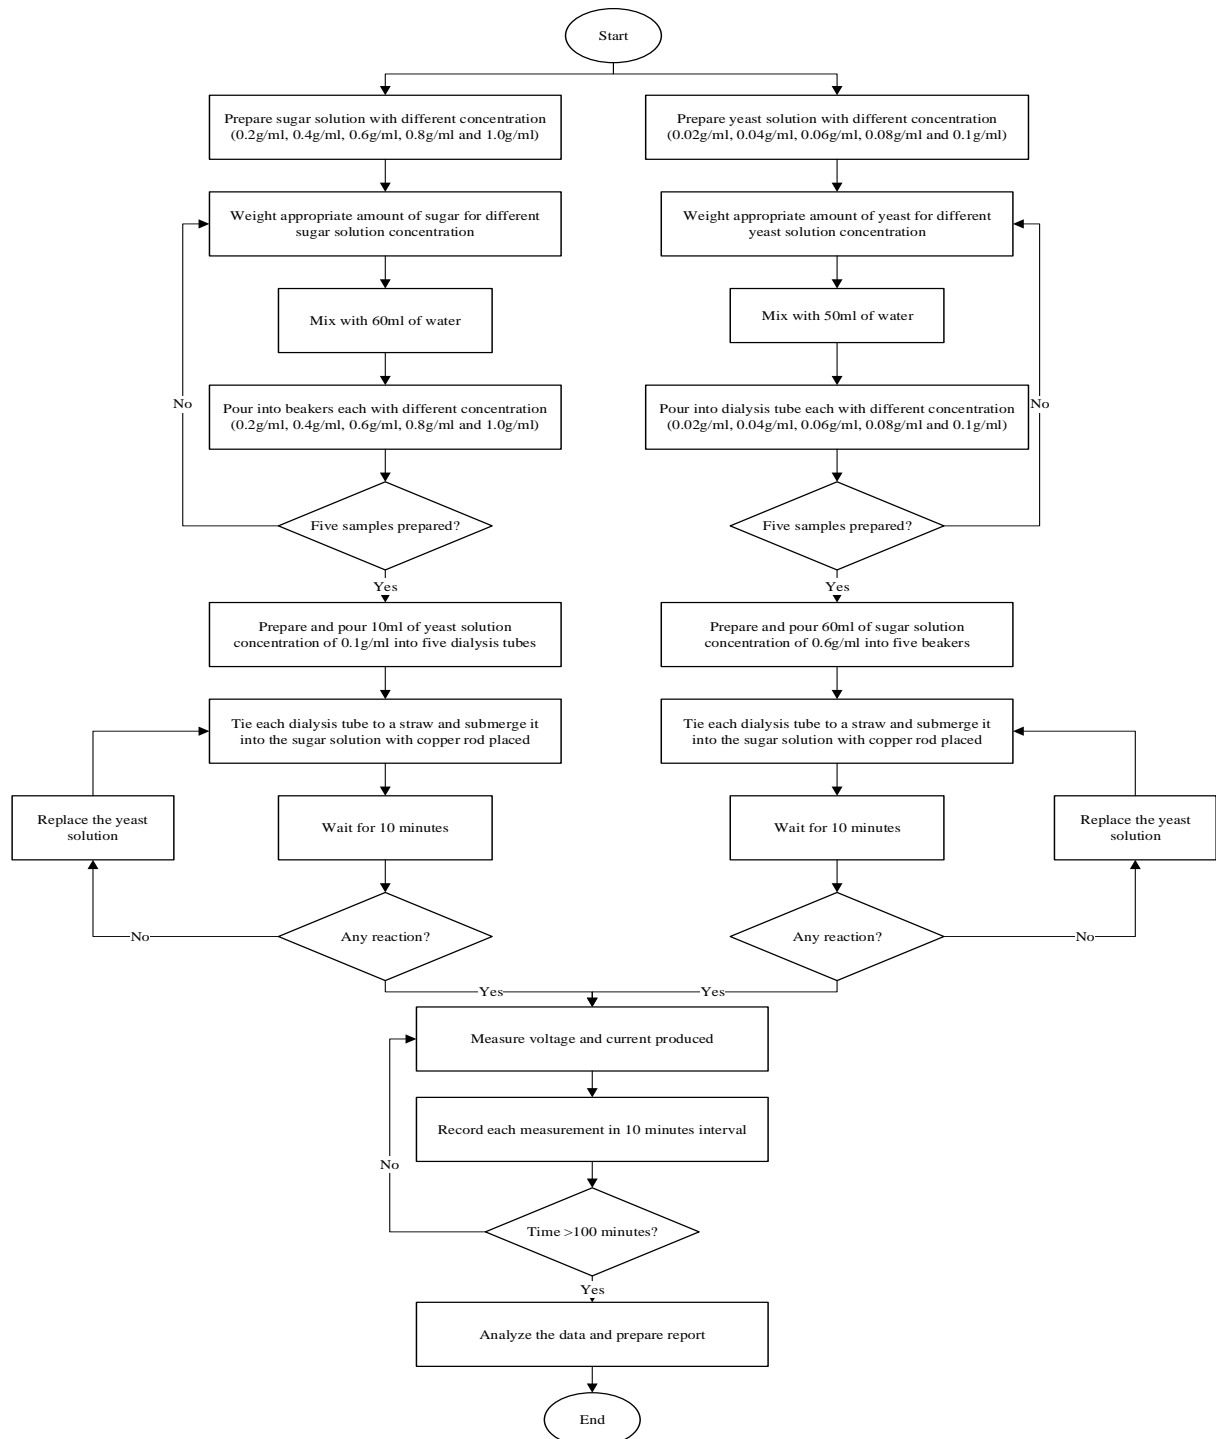 Start
Prepare sugar solution with different concentration
(0.2g/ml, 0.4g/ml, 0.6g/ml, 0.8g/ml and 1.0g/ml)
Weight appropriate amount of sugar for different
sugar solution concentration
Mix with 60ml of water
Pour into beakers each with different concentration
(0.2g/ml, 0.4g/ml, 0.6g/ml, 0.8g/ml and 1.0g/ml)
No
Five samples prepared?
Yes
Prepare and pour 10ml of yeast solution
concentration of 0.1g/ml into five dialysis tubes
Tie each dialysis tube to a straw and submerge it
into the sugar solution with copper rod placed
Replace the yeast
solution
Wait for 10 minutes
No
Any reaction?
Yes
Prepare yeast solution with different concentration
(0.02g/ml, 0.04g/ml, 0.06g/ml, 0.08g/ml and 0.1g/ml)
Weight appropriate amount of yeast for different
yeast solution concentration
Mix with 50ml of water
Pour into dialysis tube each with different concentration
(0.02g/ml, 0.04g/ml, 0.06g/ml, 0.08g/ml and 0.1g/ml)
No
Five samples prepared?
Yes
Prepare and pour 60ml of sugar solution
concentration of 0.6g/ml into five beakers
Tie each dialysis tube to a straw and submerge it
into the sugar solution with copper rod placed
Wait for 10 minutes
Replace the yeast
solution
Any reaction?
No
Yes
Measure voltage and current produced
Record each measurement in 10 minutes interval
No
Time >100 minutes?
Yes
Analyze the data and prepare report
End